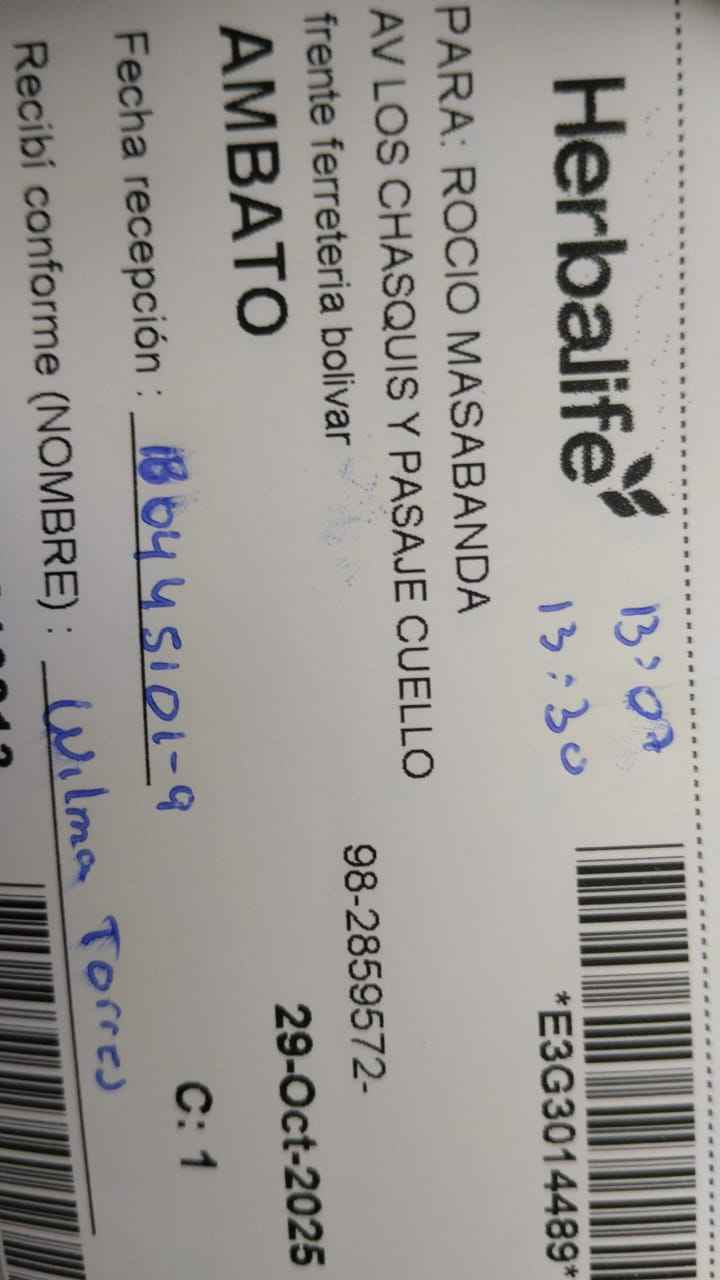 Herbalife
13:07
13:30
*E3G3014489*
PARA: ROCIO MASABANDA
AV LOS CHASQUIS Y PASAJE CUELLO
frente ferreteria bolivar
98-2859572-
AMBATO
29-Oct-2025
Fecha recepción : 180445101-9
C: 1
Recibí conforme (NOMBRE) : Wilma Torres